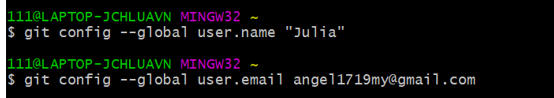 111@LAPTOP-JCHLUAVN MINGW32 ~
$ git config --global user.name "Julia"
111@LAPTOP-JCHLUAVN MINGW32 ~
$ git config --global user.email angel1719my@gmail.com